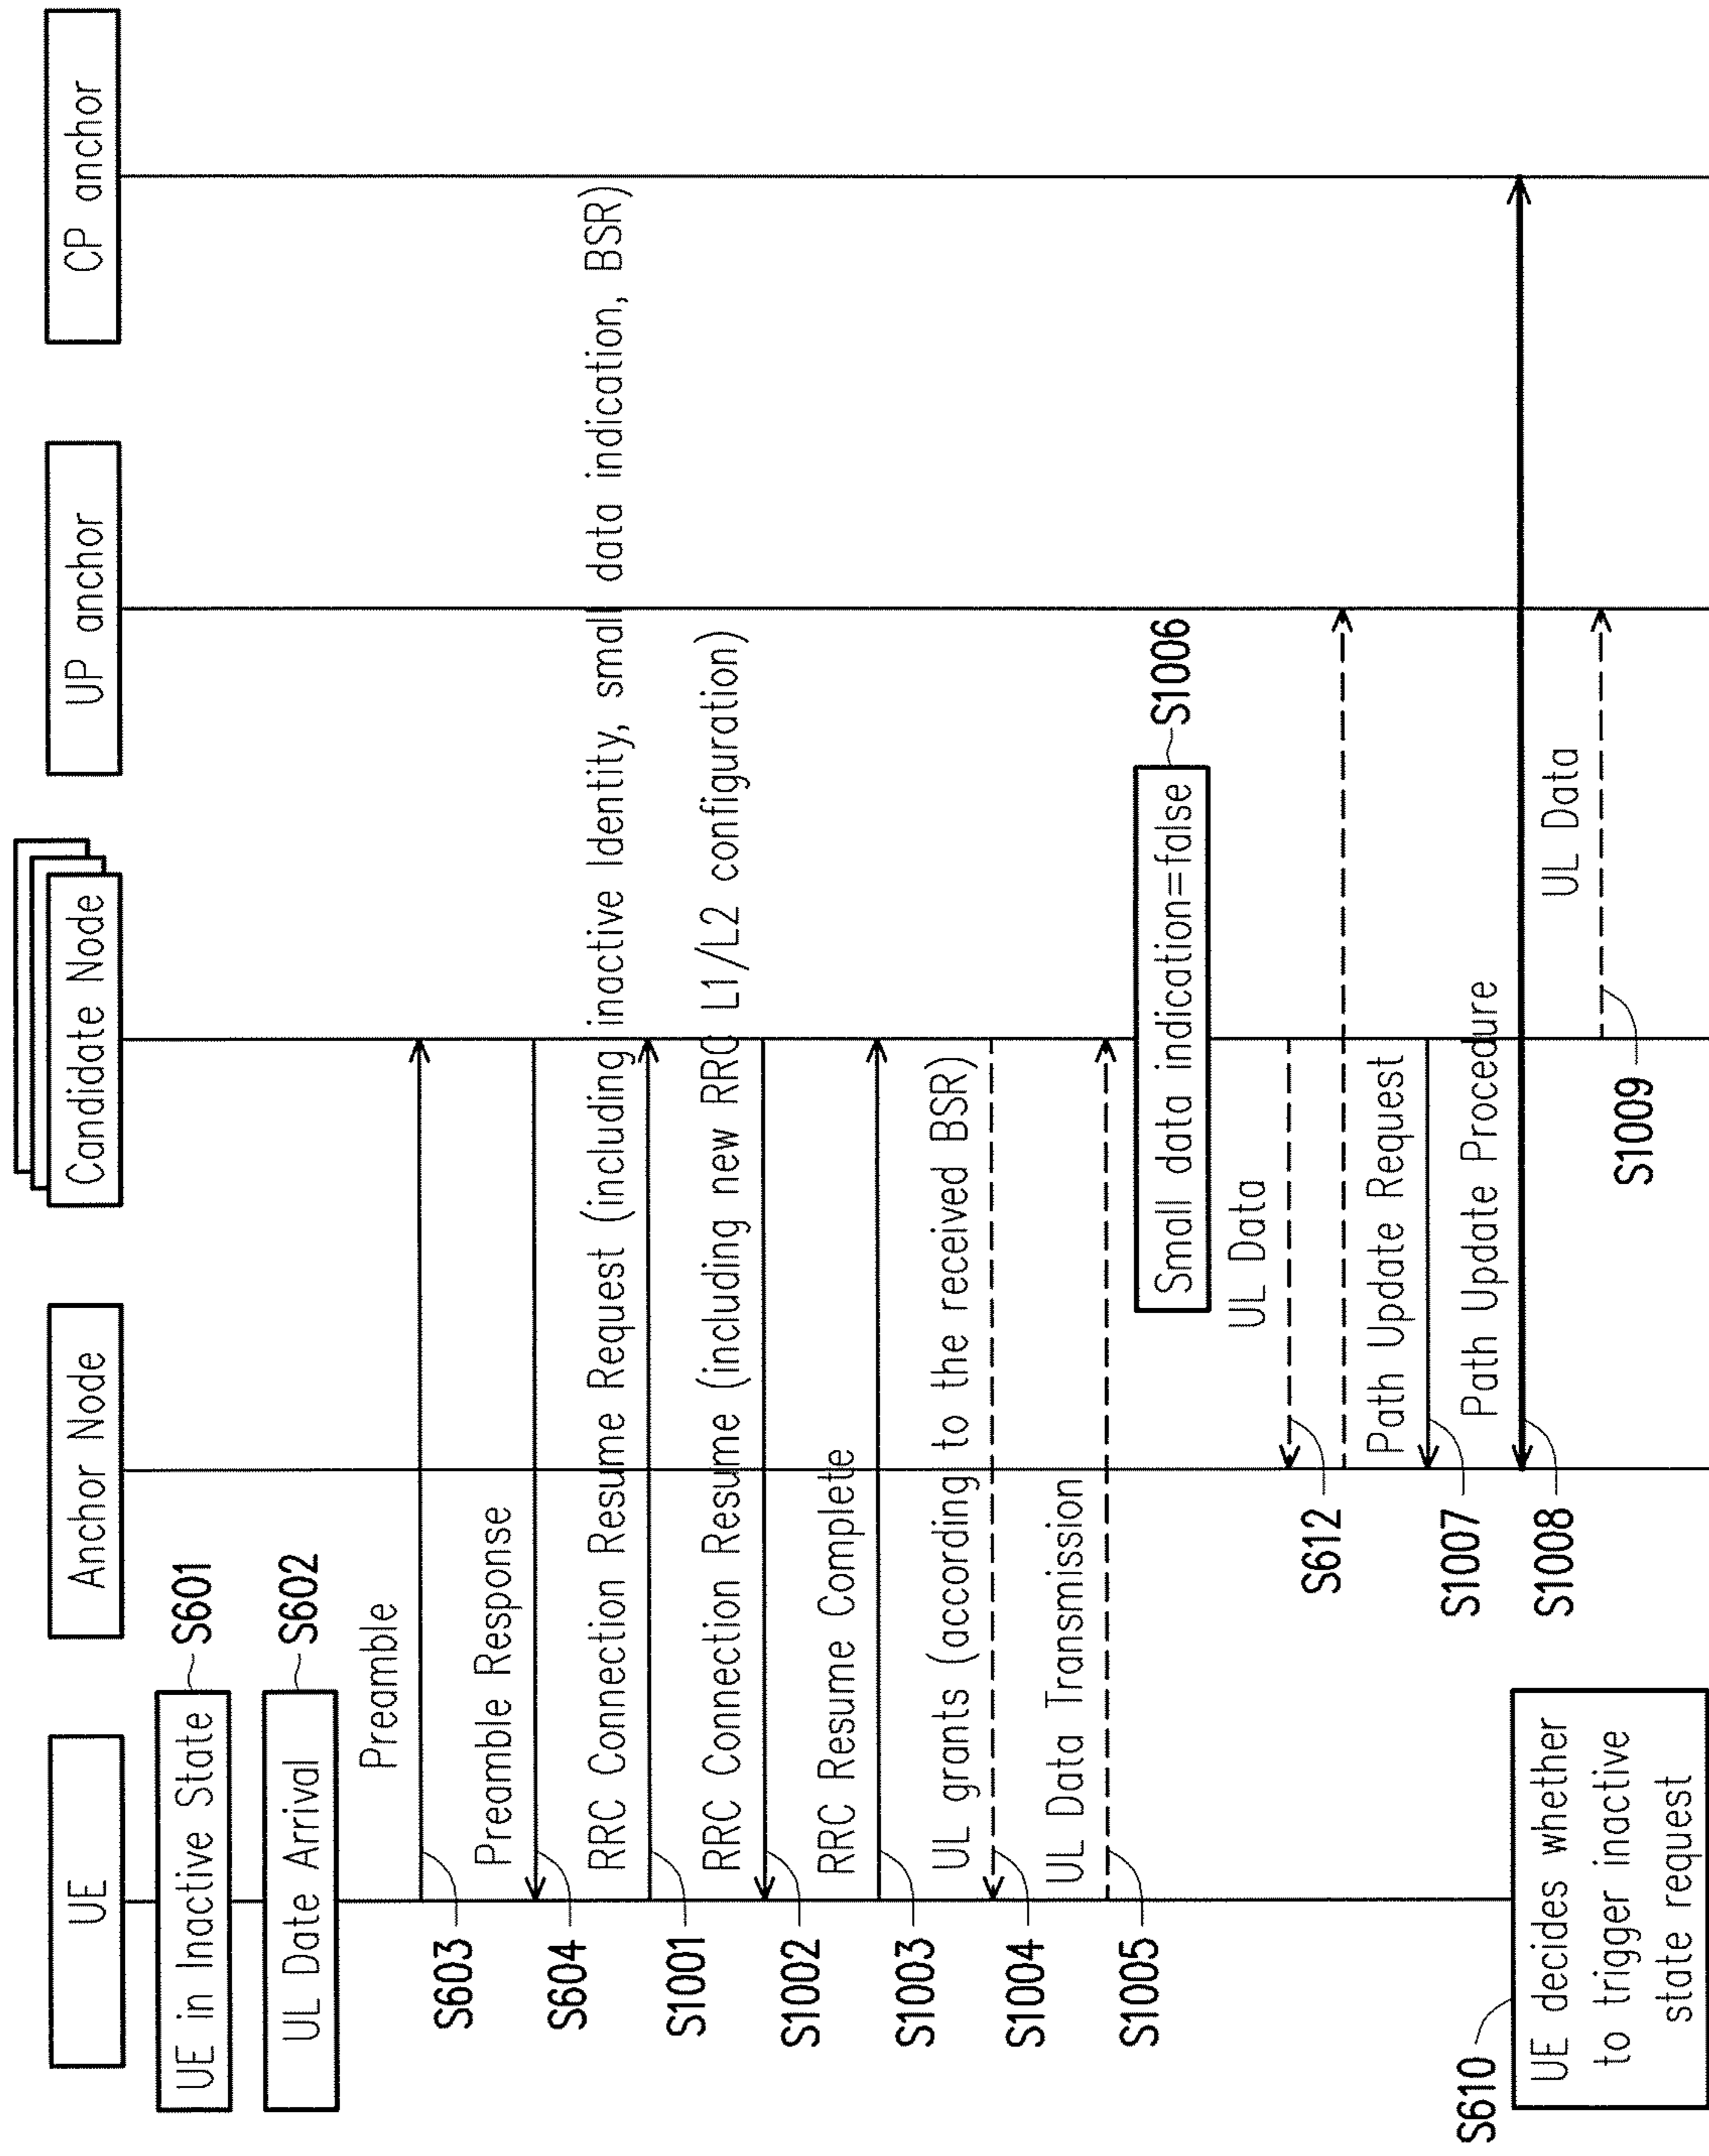 UE
Anchor Node
Candidate Node
UP anchor
CP anchor
UE in Inactive State
S601
UL Date Arrival
S602
Preamble
S603
Preamble Response
S604
RRC Connection Resume Request (including inactive Identity, small data indication, BSR)
S1001
RRC Connection Resume (including new RRC L1/L2 configuration)
S1002
RRC Resume Complete
S1003
UL grants (according to the received BSR)
S1004
UL Data Transmission
S1005
Small data indication=false
S1006
UL Data
S612
Path Update Request
S1007
Path Update Procedure
S1008
UL Data
S1009
S610
UE decides whether
to trigger inactive
state request